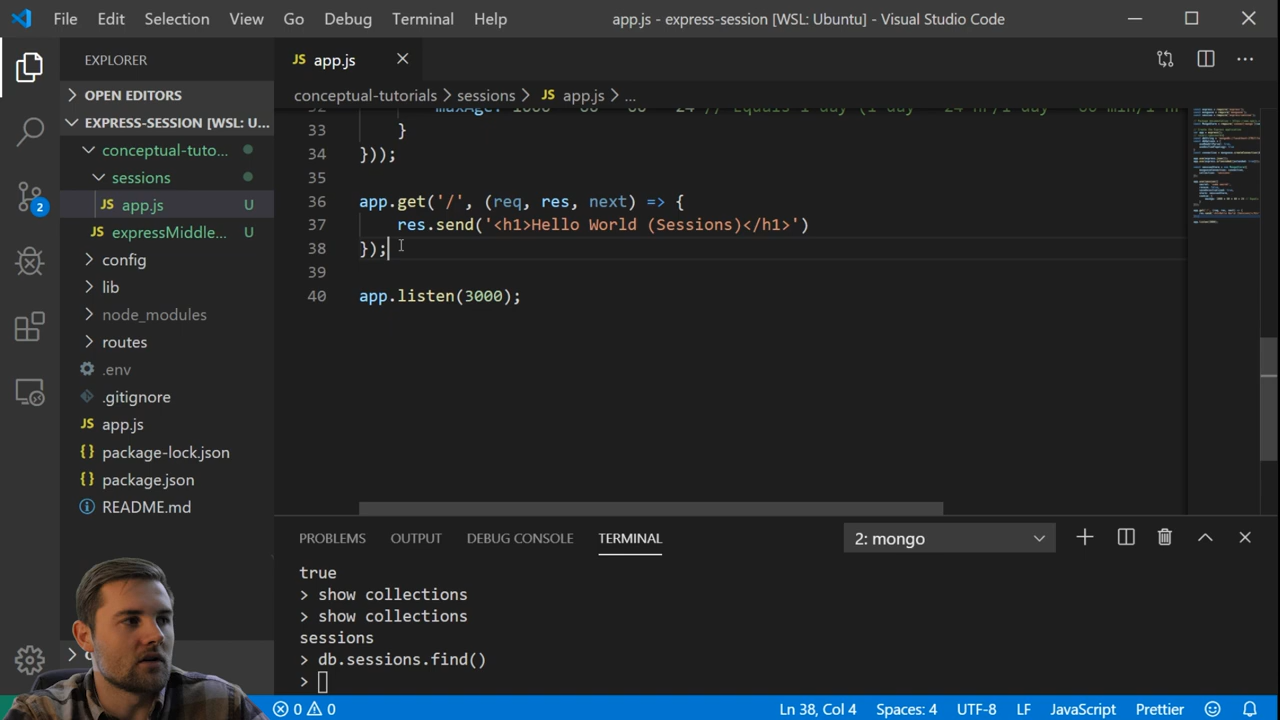 File Edit Selection View Go Debug Terminal Help app.js - express-session [WSL: Ubuntu] - Visual Studio Code
EXPLORER
JS app.js
OPEN EDITORS
conceptual-tutorials > sessions > JS app.js > ...
EXPRESS-SESSION [WSL: U...
conceptual-tuto...
sessions
JS app.js U
JS expressMiddle... U
config
lib
node_modules
routes
.env
.gitignore
JS app.js
{} package-lock.json
{} package.json
README.md
2
33 }
34 }));
35
36 app.get('/', (req, res, next) => {
37 res.send('<h1>Hello World (Sessions)</h1>')
38 });
39
40 app.listen(3000);
PROBLEMS OUTPUT DEBUG CONSOLE TERMINAL 2: mongo
true
> show collections
> show collections
sessions
> db.sessions.find()
>
0 0 Ln 38, Col 4 Spaces: 4 UTF-8 LF JavaScript Prettier